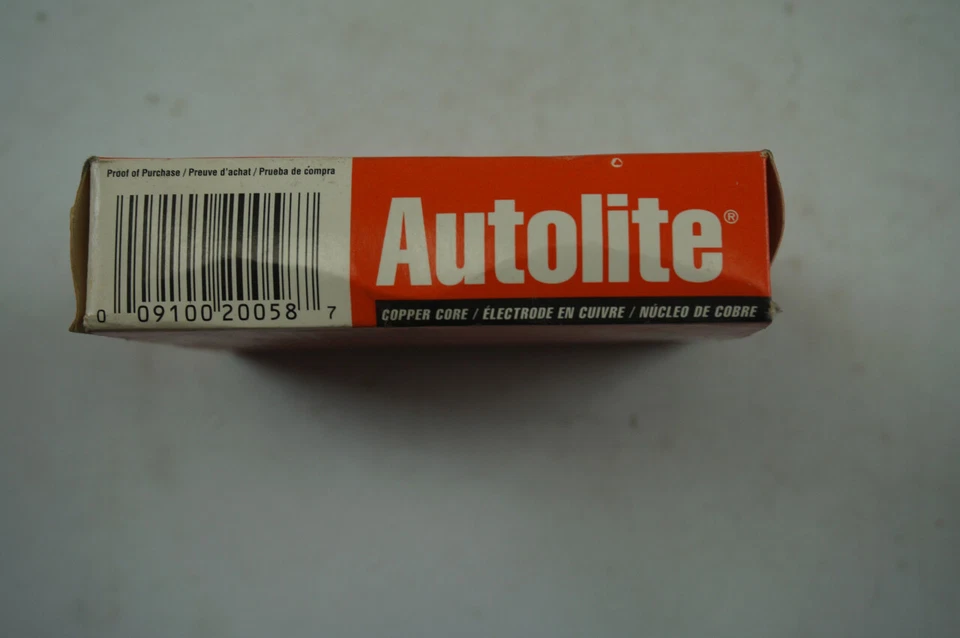 Proof of Purchase / Preuve d'achat / Prueba de compra
0 09100 20058 7
Autolite®
COPPER CORE / ÉLECTRODE EN CUIVRE / NÚCLEO DE COBRE